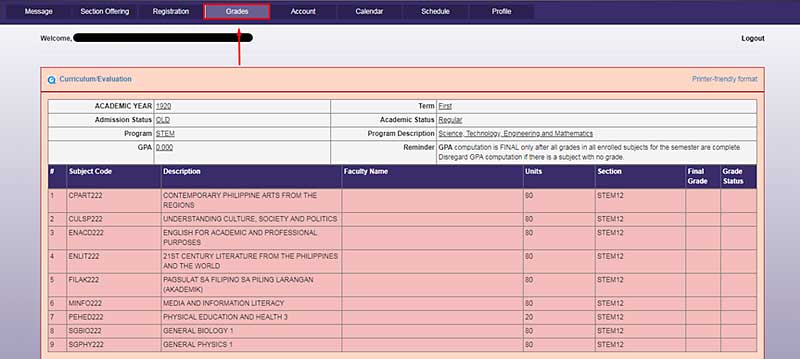 Message Section Offering Registration Grades Account Calendar Schedule Profile
Welcome,
Logout
Curriculum/Evaluation Printer-friendly format
ACADEMIC YEAR 1920 Term First
Admission Status OLD Academic Status Regular
Program STEM Program Description Science, Technology, Engineering and Mathematics
GPA 0.000 Reminder GPA computation is FINAL only after all grades in all enrolled subjects for the semester are complete.
Disregard GPA computation if there is a subject with no grade.
# Subject Code Description Faculty Name Units Section Final Grade Grade Status
1 CPART222 CONTEMPORARY PHILIPPINE ARTS FROM THE REGIONS 80 STEM12
2 CULSP222 UNDERSTANDING CULTURE, SOCIETY AND POLITICS 80 STEM12
3 ENACD222 ENGLISH FOR ACADEMIC AND PROFESSIONAL PURPOSES 80 STEM12
4 ENLIT222 21ST CENTURY LITERATURE FROM THE PHILIPPINES AND THE WORLD 80 STEM12
5 FILAK222 PAGSULAT SA FILIPINO SA PILING LARANGAN (AKADEMIK) 80 STEM12
6 MINFO222 MEDIA AND INFORMATION LITERACY 80 STEM12
7 PEHED222 PHYSICAL EDUCATION AND HEALTH 3 20 STEM12
8 SGBIO222 GENERAL BIOLOGY 1 80 STEM12
9 SGPHY222 GENERAL PHYSICS 1 80 STEM12